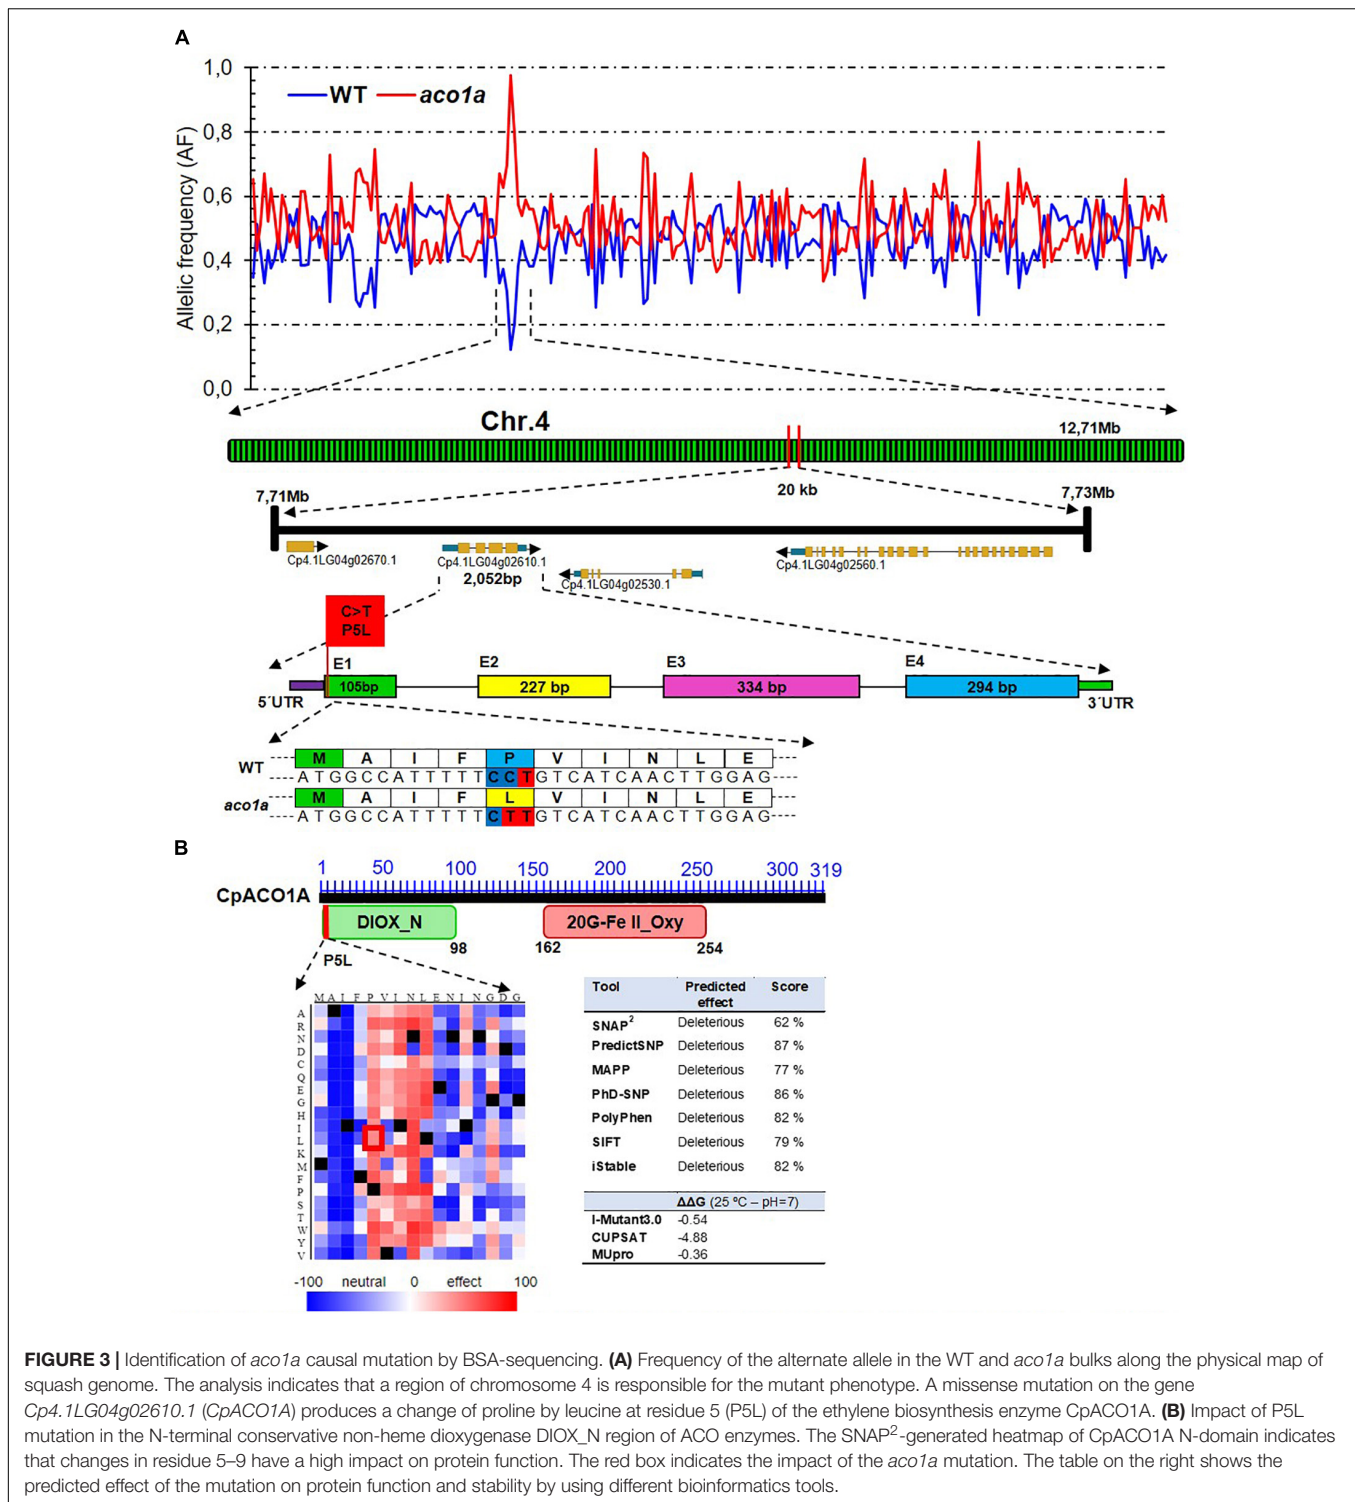 A
1,0
0,8
0,6
0,4
0,2
0,0
Allelic frequency (AF)
WT aco1a
Chr.4
12,71Mb
7,71Mb
20 kb
7,73Mb
Cp4.1LG04g02670.1
Cp4.1LG04g02610.1
2,052bp
Cp4.1LG04g02530.1
Cp4.1LG04g02560.1
C>T
P5L
E1 E2 E3 E4
105bp 227 bp 334 bp 294 bp
5´UTR 3´UTR
WT M A I F P V I N L E
ATGGCCATTTTTCCTGTCATCAACTTGGAG
aco1a M A I F L V I N L E
ATGGCCATTTTTCTTGTCATCAACTTGGAG
B
1 50 100 150 200 250 300 319
CpACO1A
DIOX_N 20G-Fe II_Oxy
98 162 254
P5L
M A I F P V I N L E N I N G D G
A
R
N
D
C
Q
E
G
H
I
L
K
M
F
P
S
T
W
Y
V
-100 neutral 0 effect 100
Tool Predicted effect Score
SNAP2 Deleterious 62 %
PredictSNP Deleterious 87 %
MAPP Deleterious 77 %
PhD-SNP Deleterious 86 %
PolyPhen Deleterious 82 %
SIFT Deleterious 79 %
iStable Deleterious 82 %
ΔΔG (25 ºC – pH=7)
I-Mutant3.0 -0.54
CUPSAT -4.88
MUpro -0.36
FIGURE 3 | Identification of aco1a causal mutation by BSA-sequencing. (A) Frequency of the alternate allele in the WT and aco1a bulks along the physical map of
squash genome. The analysis indicates that a region of chromosome 4 is responsible for the mutant phenotype. A missense mutation on the gene
Cp4.1LG04g02610.1 (CpACO1A) produces a change of proline by leucine at residue 5 (P5L) of the ethylene biosynthesis enzyme CpACO1A. (B) Impact of P5L
mutation in the N-terminal conservative non-heme dioxygenase DIOX_N region of ACO enzymes. The SNAP2-generated heatmap of CpACO1A N-domain indicates
that changes in residue 5–9 have a high impact on protein function. The red box indicates the impact of the aco1a mutation. The table on the right shows the
predicted effect of the mutation on protein function and stability by using different bioinformatics tools.